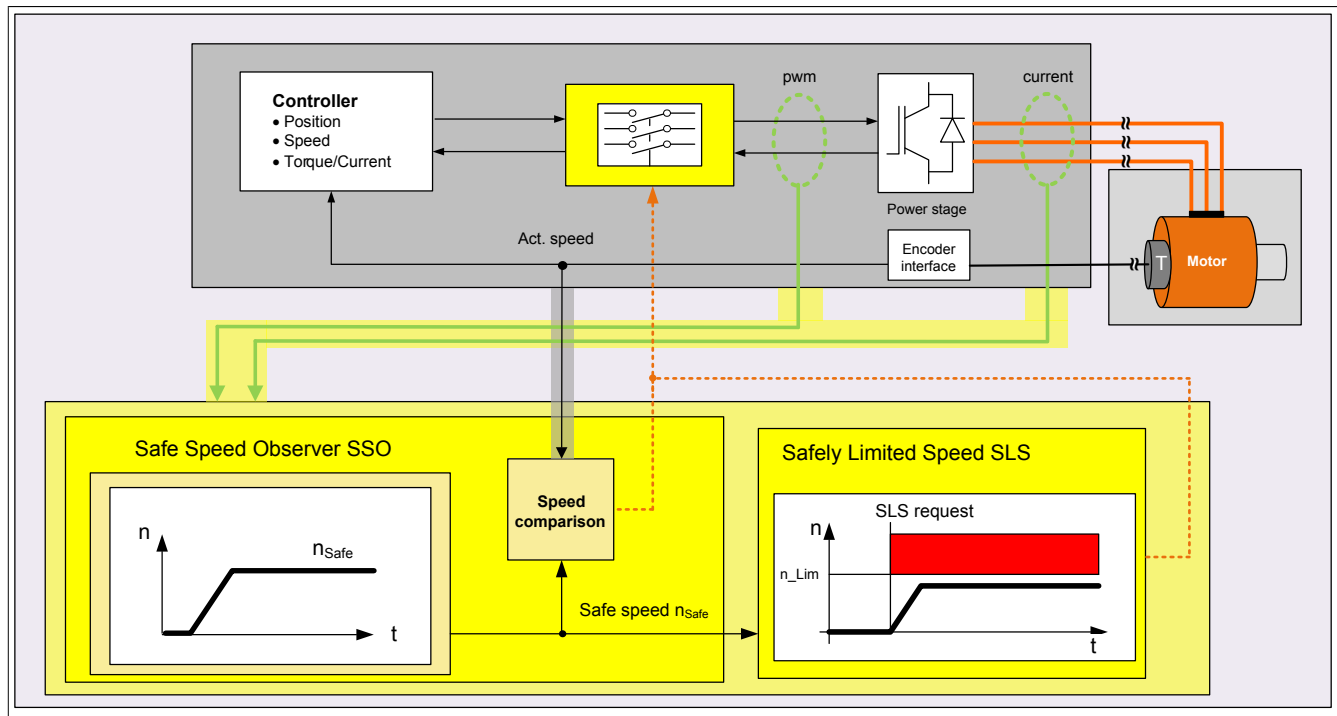 pwm
current
Controller
• Position
• Speed
• Torque/Current
Power stage
Act. speed
Encoder
interface
T
Motor
Safe Speed Observer SSO
Safely Limited Speed SLS
Speed
comparison
SLS request
n
nSafe
n
n_Lim
Safe speed nSafe
t
t